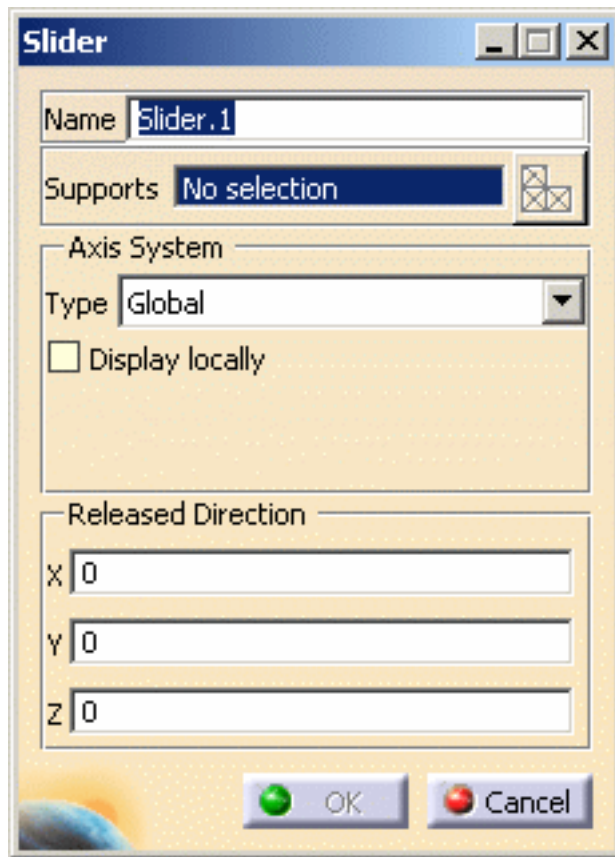 Slider
Name Slider.1
Supports No selection
Axis System
Type Global
Display locally
Released Direction
X 0
Y 0
Z 0
OK Cancel